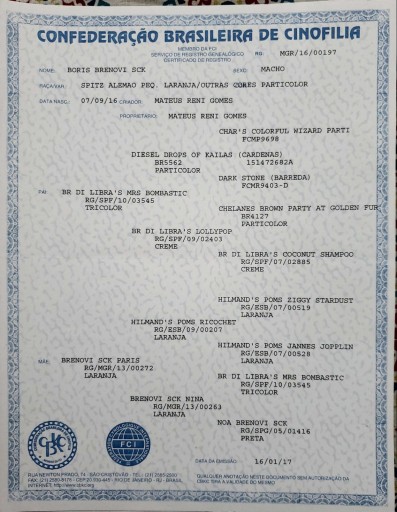 CONFEDERAÇÃO BRASILEIRA DE CINOFILIA
MEMBRO DA FCI
SERVIÇO DE REGISTRO GENEALÓGICO
CERTIFICADO DE REGISTRO
RG. MGR/16/00197
NOME: BORIS BRENOVI SCK SEXO: MACHO
RAÇA/VAR: SPITZ ALEMAO PEQ. LARANJA/OUTRAS CORES PARTICOLOR
DATA NASC: 07/09/16 CRIADOR: MATEUS RENI GOMES
PROPRIETÁRIO: MATEUS RENI GOMES
CHAR'S COLORFUL WIZARD PARTI
FCMP9698
DIESEL DROPS OF KAILAS (CARDENAS)
BR5562 151472682A
PARTICOLOR
DARK STONE (BARREDA)
FCMR9403-D
PAI: BR DI LIBRA'S MRS BOMBASTIC
RG/SPF/10/03545
TRICOLOR
CHELANES BROWN PARTY AT GOLDEN FUR
BR4127
PARTICOLOR
BR DI LIBRA'S LOLLYPOP
RG/SPF/09/02403
CREME
BR DI LIBRA'S COCONUT SHAMPOO
RG/SPF/07/02885
CREME
HILMAND'S POMS ZIGGY STARDUST
RG/ESB/07/00519
LARANJA
HILMAND'S POMS RICOCHET
RG/ESB/09/00207
LARANJA
HILMAND'S POMS JANNES JOPPLIN
RG/ESB/07/00528
LARANJA
MÃE: BRENOVI SCK PARIS
RG/MGR/13/00272
LARANJA
BR DI LIBRA'S MRS BOMBASTIC
RG/SPF/10/03545
TRICOLOR
BRENOVI SCK NINA
RG/MGR/13/00263
LARANJA
NOA BRENOVI SCK
RG/SPG/05/01416
PRETA
CBKC
FCI
DATA DA EMISSÃO: 16/01/17
QUALQUER ANOTAÇÃO NESTE DOCUMENTO SEM AUTORIZAÇÃO DA
CBKC TIRA A VALIDADE DO MESMO